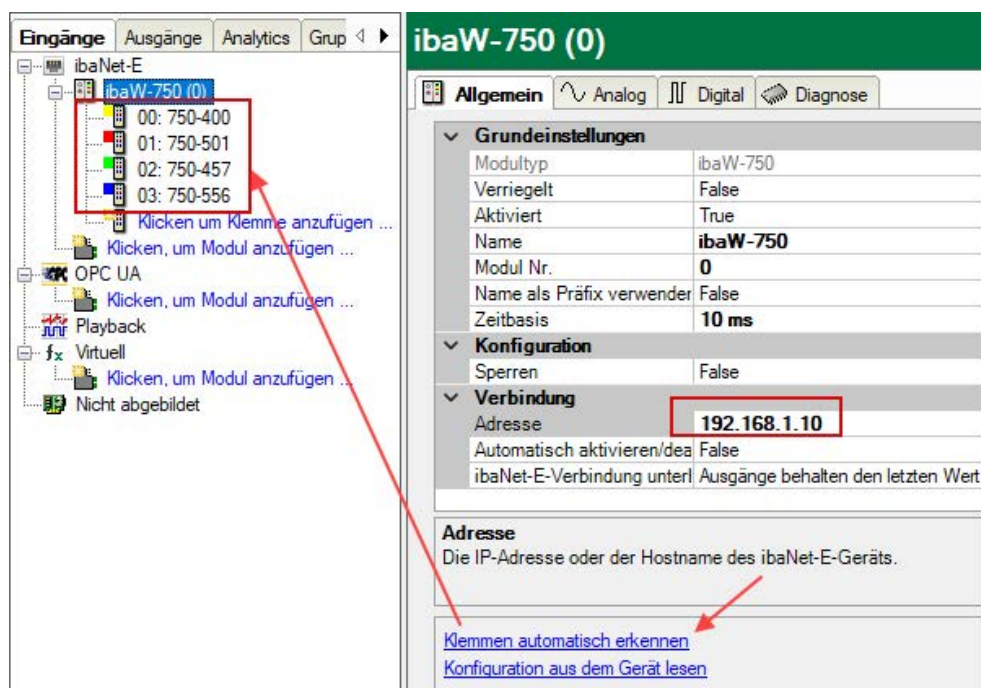 Eingänge Ausgänge Analytics Grup
ibaNet-E
ibaW-750 (0)
00: 750-400
01: 750-501
02: 750-457
03: 750-556
Klicken um Klemme anzufügen ...
Klicken, um Modul anzufügen ...
OPC UA
Klicken, um Modul anzufügen ...
Playback
fx Virtuell
Klicken, um Modul anzufügen ...
Nicht abgebildet
ibaW-750 (0)
Allgemein Analog Digital Diagnose
Grundeinstellungen
Modultyp ibaW-750
Verriegelt False
Aktiviert True
Name ibaW-750
Modul Nr. 0
Name als Präfix verwender False
Zeitbasis 10 ms
Konfiguration
Sperren False
Verbindung
Adresse 192.168.1.10
Automatisch aktivieren/dea False
ibaNet-E-Verbindung unterl Ausgänge behalten den letzten Wert
Adresse
Die IP-Adresse oder der Hostname des ibaNet-E-Geräts.
Klemmen automatisch erkennen
Konfiguration aus dem Gerät lesen